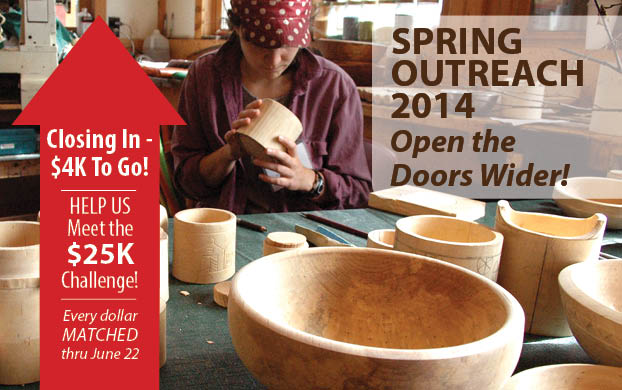 SPRING
OUTREACH
2014
Open the
Doors Wider!
Closing In -
$4K To Go!
HELP US
Meet the
$25K
Challenge!
Every dollar
MATCHED
thru June 22